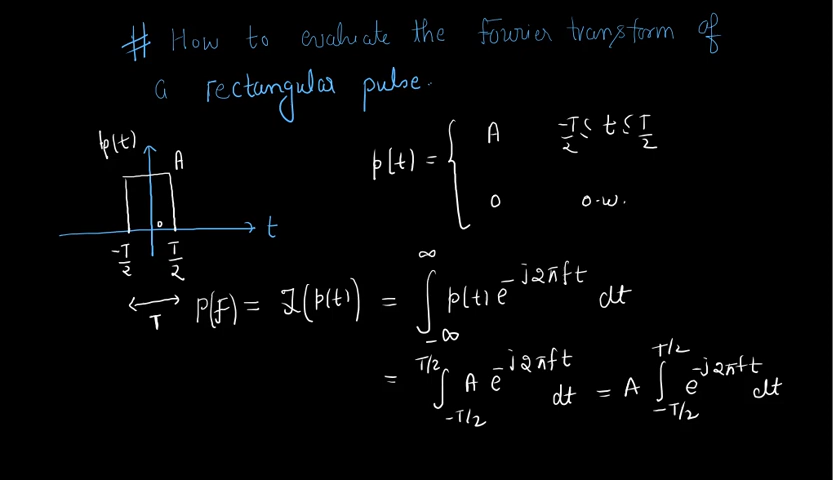 # How to evaluate the fourier transform of
a rectangular pulse.
p(t)
A
0
t
-T/2 T/2
T
p(t) = { A -T/2 ≤ t ≤ T/2
0 o.w.
P(F) = ℱ(p(t)) = ∫_{-∞}^{∞} p(t) e^{-j2πft} dt
= ∫_{-T/2}^{T/2} A e^{-j2πft} dt = A ∫_{-T/2}^{T/2} e^{-j2πft} dt